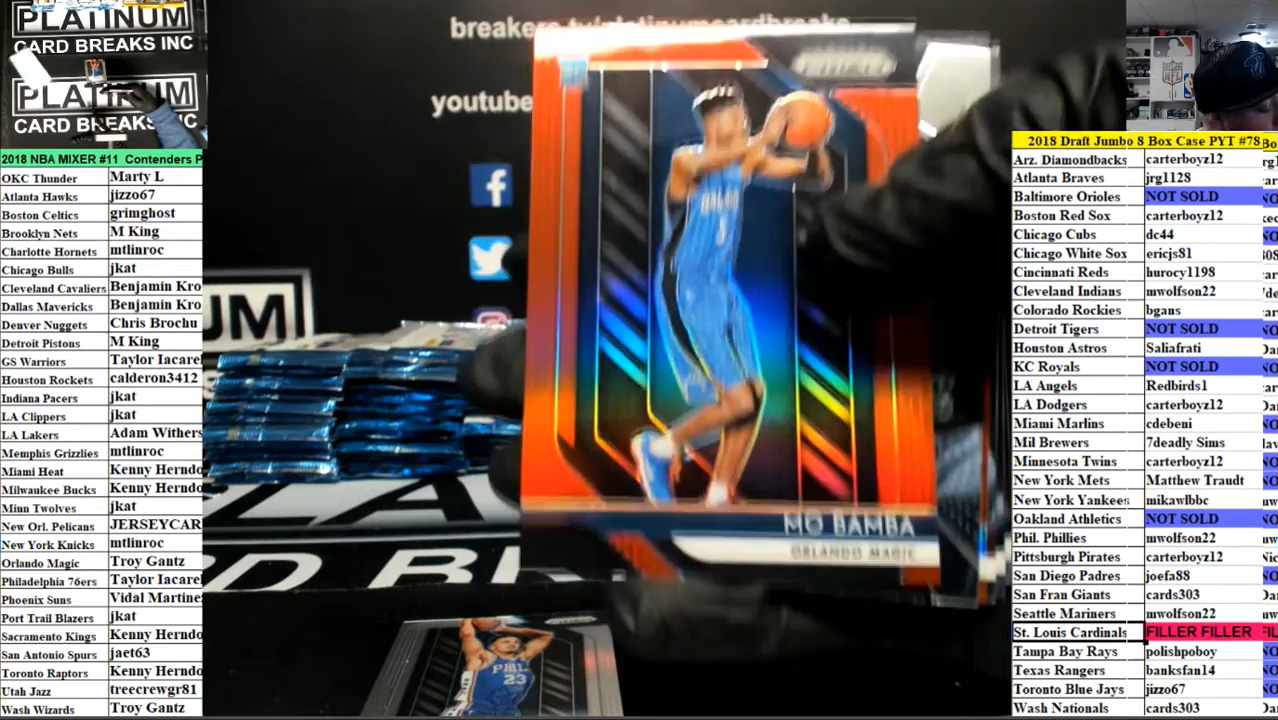 PLATINUM
CARD BREAKS INC
PLATINUM
CARD BREAKS INC
2018 NBA MIXER #11 Contenders P
OKC Thunder Marty L
Atlanta Hawks jizzo67
Boston Celtics grimghost
Brooklyn Nets M King
Charlotte Hornets mtlinroc
Chicago Bulls jkat
Cleveland Cavaliers Benjamin Kro
Dallas Mavericks Benjamin Kro
Denver Nuggets Chris Brochu
Detroit Pistons M King
GS Warriors Taylor Iacare
Houston Rockets calderon3412
Indiana Pacers jkat
LA Clippers jkat
LA Lakers Adam Withers
Memphis Grizzlies mtlinroc
Miami Heat Kenny Herndo
Milwaukee Bucks Kenny Herndo
Minn Twolves jkat
New Orl. Pelicans JERSEYCAR
New York Knicks mtlinroc
Orlando Magic Troy Gantz
Philadelphia 76ers Taylor Iacare
Phoenix Suns Vidal Martine
Port Trail Blazers jkat
Sacramento Kings Kenny Herndo
San Antonio Spurs jaet63
Toronto Raptors Kenny Herndo
Utah Jazz treecrewgr81
Wash Wizards Troy Gantz
breakers.tv/platinumcardbreaks
youtube
UM
MO BAMBA
ORLANDO MAGIC
CARD BR
PHILA
23
2018 Draft Jumbo 8 Box Case PYT #78
Arz. Diamondbacks carterboyz12
Atlanta Braves jrg1128
Baltimore Orioles NOT SOLD
Boston Red Sox carterboyz12
Chicago Cubs dc44
Chicago White Sox ericjs81
Cincinnati Reds hurocy1198
Cleveland Indians mwolfson22
Colorado Rockies bgans
Detroit Tigers NOT SOLD
Houston Astros Saliafrati
KC Royals NOT SOLD
LA Angels Redbirds1
LA Dodgers carterboyz12
Miami Marlins cdebeni
Mil Brewers 7deadly Sims
Minnesota Twins carterboyz12
New York Mets Matthew Traudt
New York Yankees mikawlbbc
Oakland Athletics NOT SOLD
Phil. Phillies mwolfson22
Pittsburgh Pirates carterboyz12
San Diego Padres joefa88
San Fran Giants cards303
Seattle Mariners mwolfson22
St. Louis Cardinals FILLER FILLER
Tampa Bay Rays polishpoboy
Texas Rangers banksfan14
Toronto Blue Jays jizzo67
Wash Nationals cards303